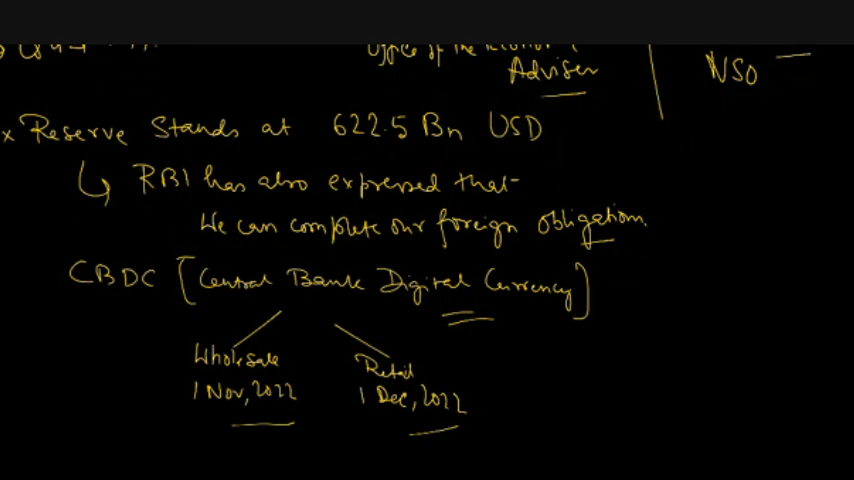 Office of the
Adviser
NSO
x Reserve Stands at 622.5 Bn USD
RBI has also expressed that
We can complete our foreign obligation.
CBDC [Central Bank Digital Currency]
Wholesale
1 Nov, 2022
Retail
1 Dec, 2022